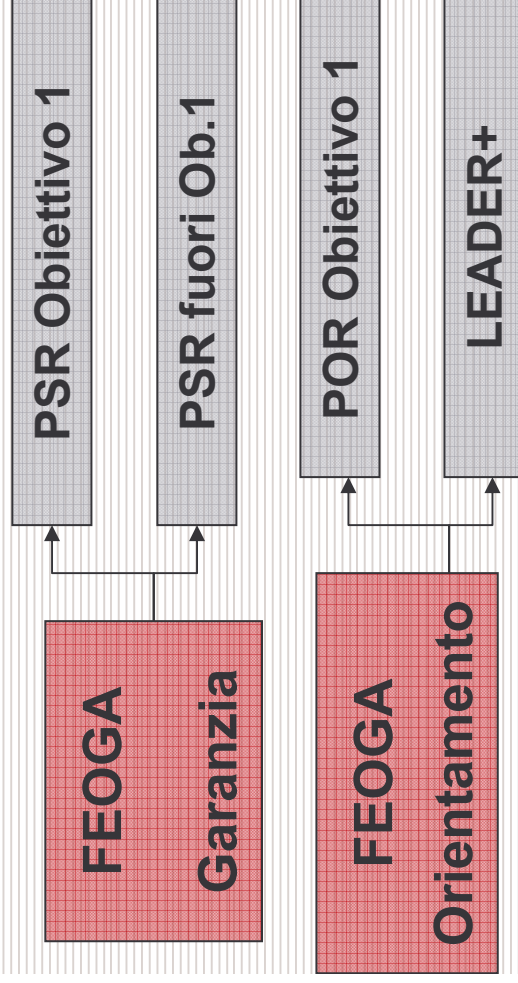 FEOGA
Garanzia
PSR Obiettivo 1
PSR fuori Ob.1
FEOGA
Orientamento
POR Obiettivo 1
LEADER+